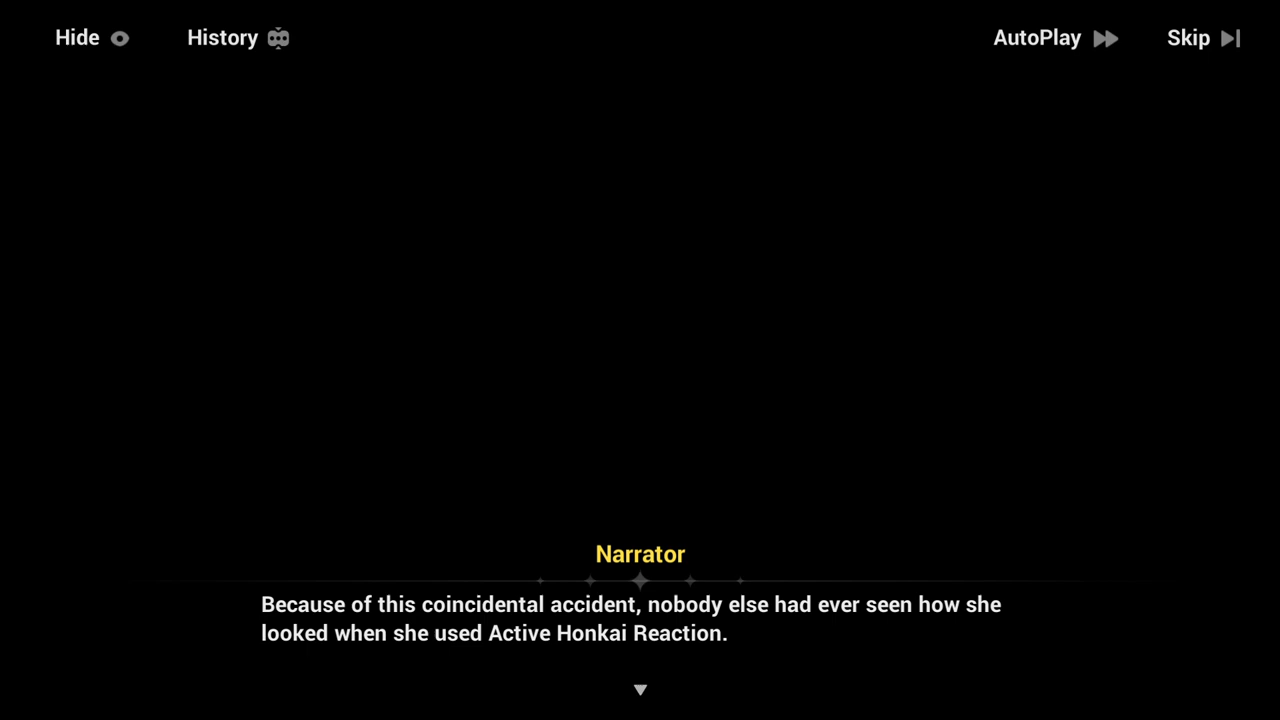 Hide
History
AutoPlay
Skip
Narrator
Because of this coincidental accident, nobody else had ever seen how she
looked when she used Active Honkai Reaction.